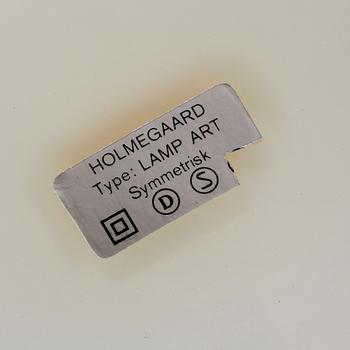 HOLMEGAARD
Type: LAMP ART
Symmetrisk
D S